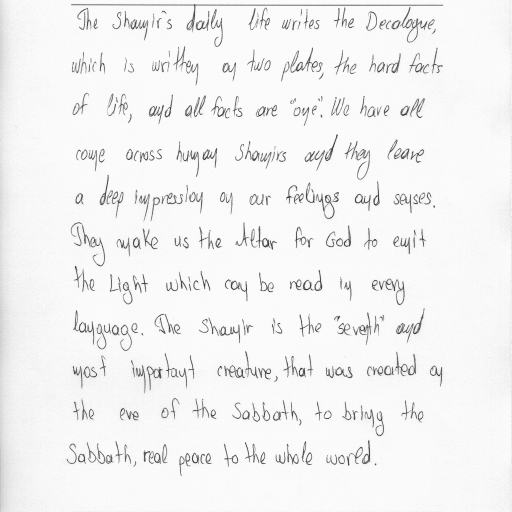 The Shamir's daily life writes the Decalogue,
which is written on two plates, the hard facts
of life, and all facts are "one". We have all
come across human Shamirs and they leave
a deep impression on our feelings and senses.
They make us the Altar for God to emit
the Light which can be read in every
language. The Shamir is the "seventh" and
most important creature, that was created on
the eve of the Sabbath, to bring the
Sabbath, real peace to the whole world.